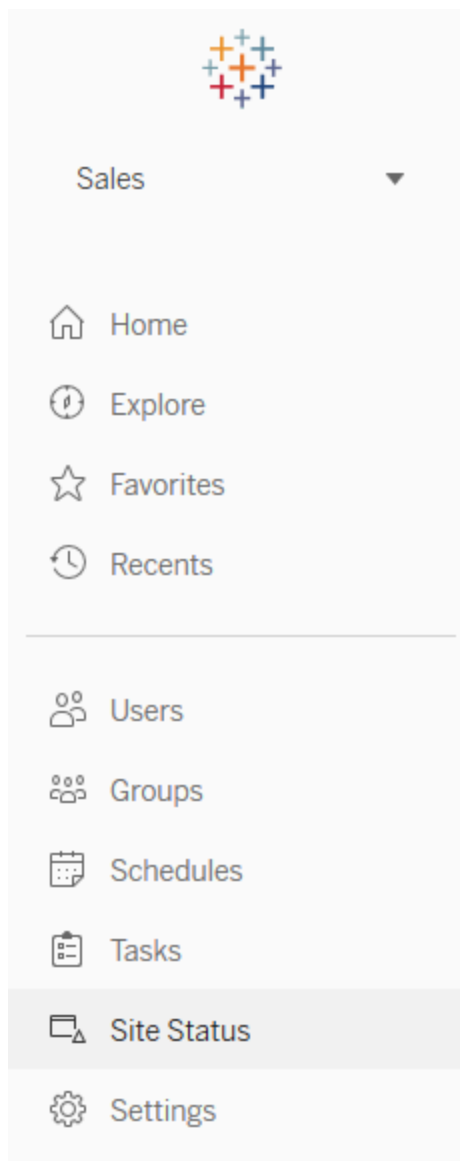 Sales
Home
Explore
Favorites
Recents
Users
Groups
Schedules
Tasks
Site Status
Settings